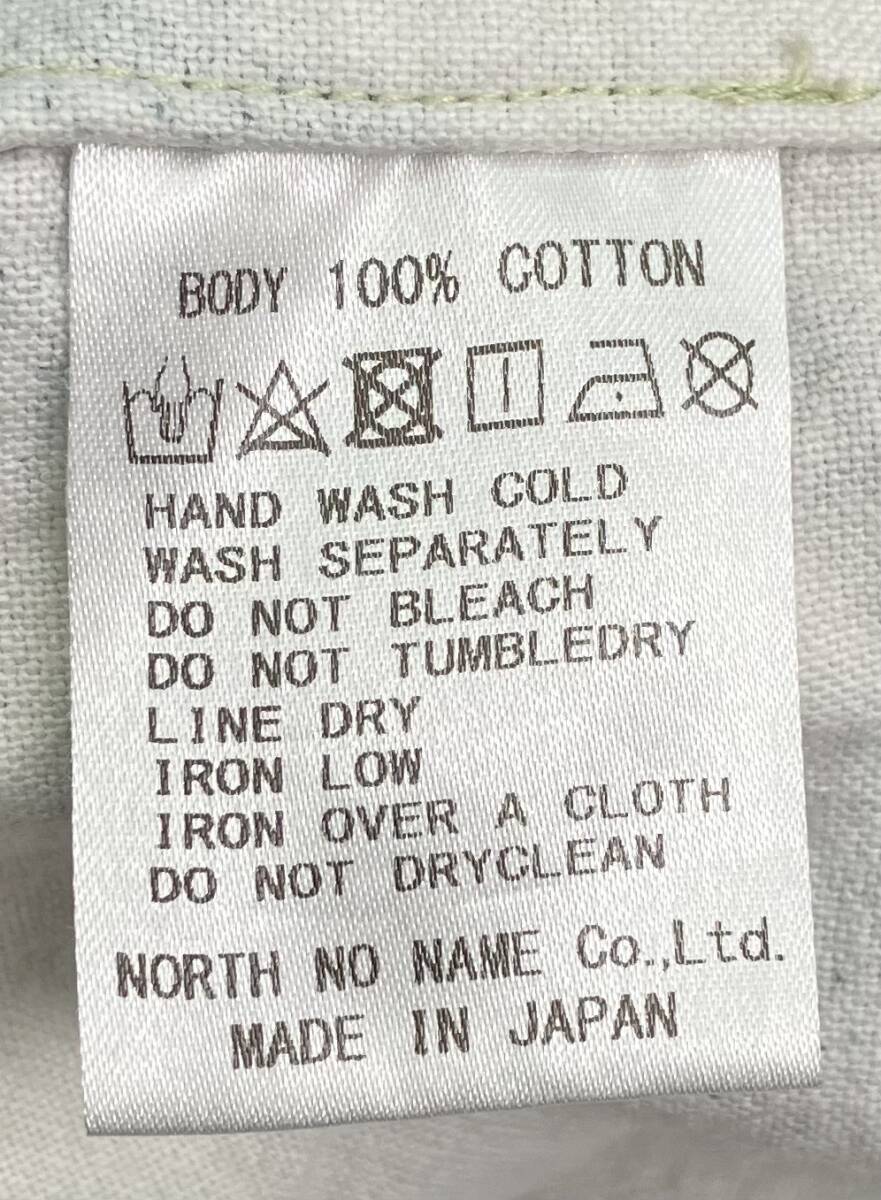 BODY 100% COTTON
HAND WASH COLD
WASH SEPARATELY
DO NOT BLEACH
DO NOT TUMBLEDRY
LINE DRY
IRON LOW
IRON OVER A CLOTH
DO NOT DRYCLEAN
NORTH NO NAME Co.,Ltd.
MADE IN JAPAN